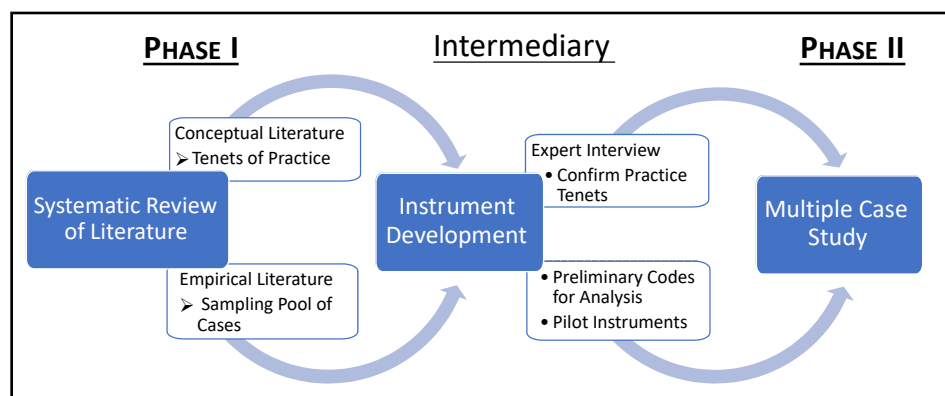 PHASE I
Intermediary
PHASE II
Conceptual Literature
➢ Tenets of Practice
Systematic Review
of Literature
Empirical Literature
➢ Sampling Pool of
Cases
Instrument
Development
Expert Interview
• Confirm Practice
Tenets
• Preliminary Codes
for Analysis
• Pilot Instruments
Multiple Case
Study